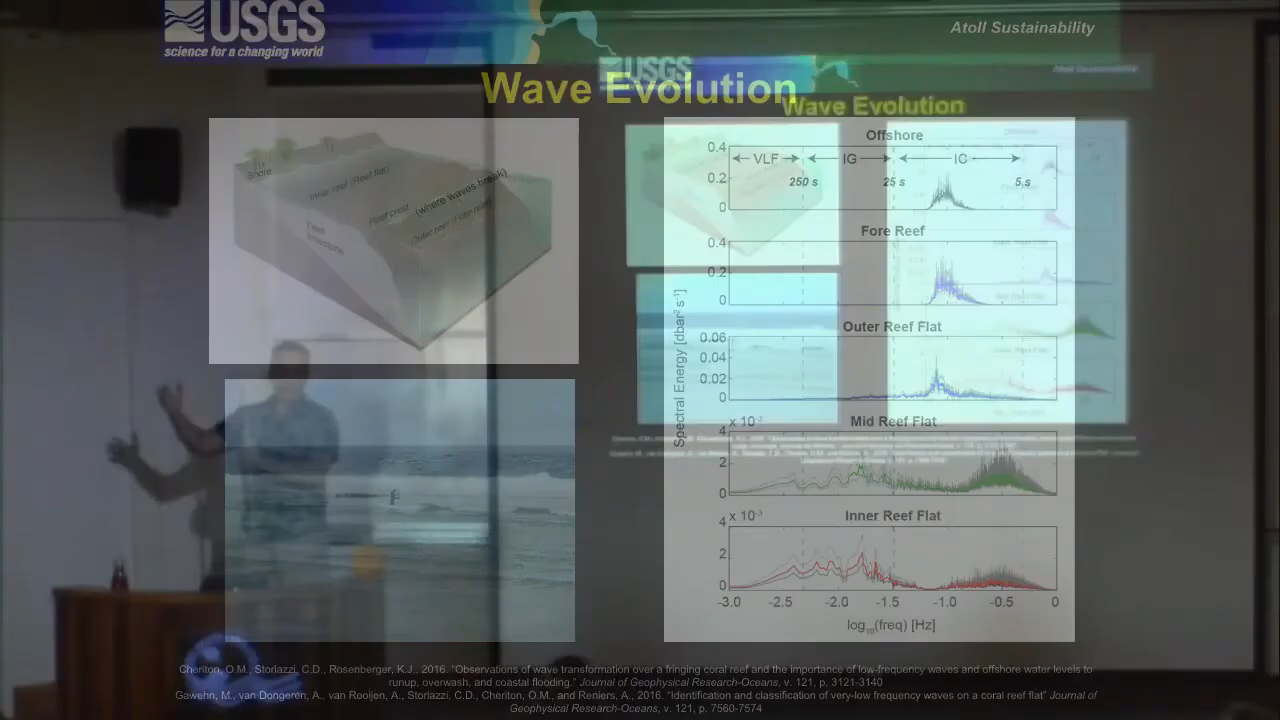 USGS
science for a changing world
Atoll Sustainability
USGS
Atoll Sustainability
Wave Evolution
Wave Evolution
Shore
Inner reef (Reef flat)
Reef crest
(where waves break)
Outer reef (Fore reef)
Offshore
0.4
0.2
0
VLF
IG
IC
250 s
25 s
5 s
Fore Reef
0.4
0.2
0
Outer Reef Flat
0.06
0.04
0.02
0
Spectral Energy [dbar² s⁻¹]
Mid Reef Flat
4 x 10⁻³
2
0
Inner Reef Flat
4 x 10⁻³
2
0
-3.0 -2.5 -2.0 -1.5 -1.0 -0.5 0
log₁₀(freq) [Hz]
Cheriton, O.M., Storlazzi, C.D., Rosenberger, K.J., 2016. "Observations of wave transformation over a fringing coral reef and the importance of low-frequency waves and offshore water levels to
runup, overwash, and coastal flooding." Journal of Geophysical Research-Oceans, v. 121, p. 3121-3140
Gawehn, M., van Dongeren, A., van Rooijen, A., Storlazzi, C.D., Cheriton, O.M., and Reniers, A., 2016. "Identification and classification of very-low frequency waves on a coral reef flat" Journal of
Geophysical Research-Oceans, v. 121, p. 7560-7574